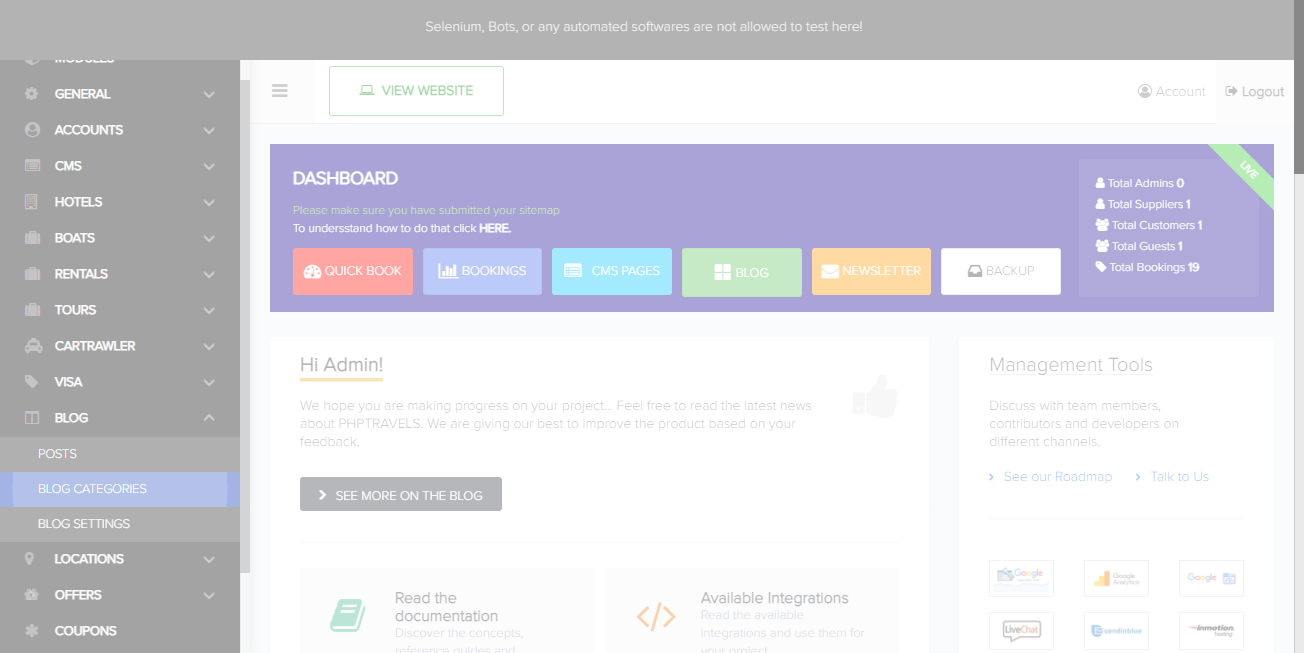 Selenium, Bots, or any automated softwares are not allowed to test here!
MODULES
GENERAL
ACCOUNTS
CMS
HOTELS
BOATS
RENTALS
TOURS
CARTRAWLER
VISA
BLOG
POSTS
BLOG CATEGORIES
BLOG SETTINGS
LOCATIONS
OFFERS
COUPONS
VIEW WEBSITE
Account
Logout
DASHBOARD
Please make sure you have submitted your sitemap
To undersstand how to do that click HERE.
QUICK BOOK
BOOKINGS
CMS PAGES
BLOG
NEWSLETTER
BACKUP
Total Admins 0
Total Suppliers 1
Total Customers 1
Total Guests 1
Total Bookings 19
LIVE
Hi Admin!
We hope you are making progress on your project... Feel free to read the latest news
about PHPTRAVELS. We are giving our best to improve the product based on your
feedback.
SEE MORE ON THE BLOG
Read the
documentation
Discover the concepts,
reference guides and
Available Integrations
Read the available
integrations and use them for
your project
Management Tools
Discuss with team members,
contributors and developers on
different channels.
See our Roadmap
Talk to Us
Google
Google
Analytics
Google
LiveChat
sendinblue
inmotion
hosting